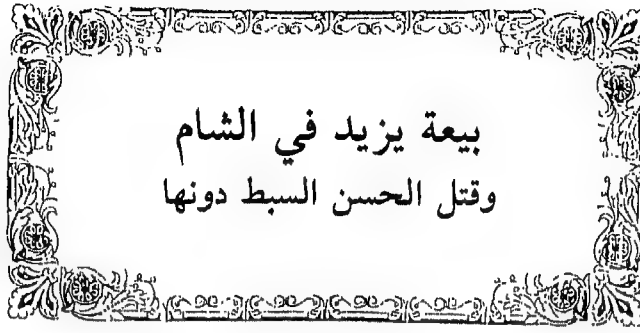 بيعة يزيد في الشام
وقتل الحسن السبط دونها